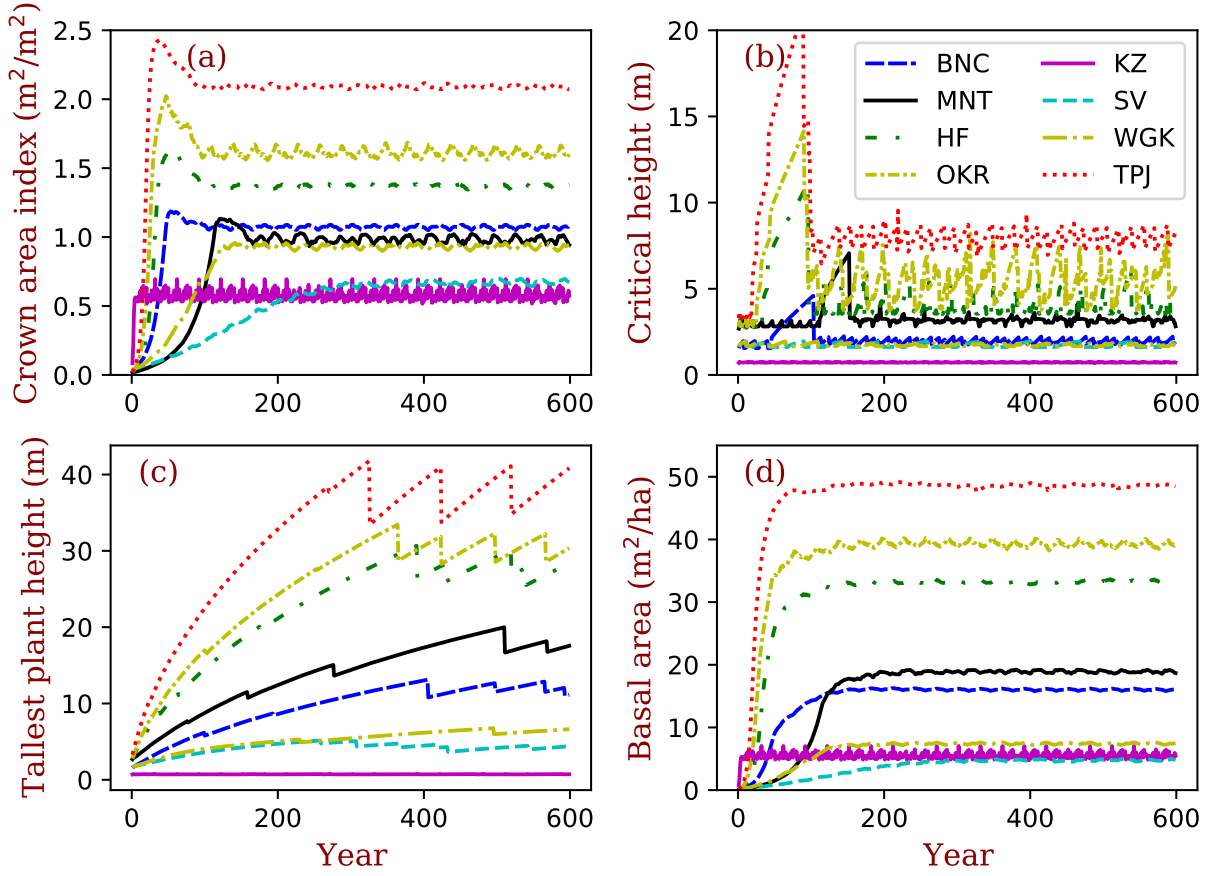 Crown area index (m²/m²)
2.5
2.0
1.5
1.0
0.5
0.0
(a)
0
200
400
600
Critical height (m)
20
15
10
5
0
(b)
BNC
MNT
HF
OKR
KZ
SV
WGK
TPJ
0
200
400
600
Tallest plant height (m)
40
30
20
10
0
(c)
0
200
400
600
Year
Basal area (m²/ha)
50
40
30
20
10
0
(d)
0
200
400
600
Year